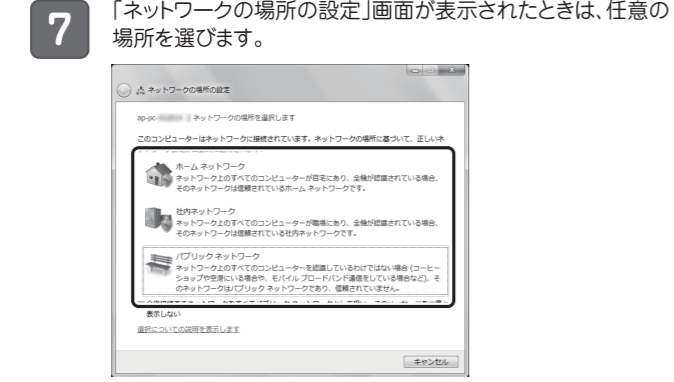 7
「ネットワークの場所の設定」画面が表示されたときは、任意の
場所を選びます。
ネットワークの場所の設定
ap-pc- ネットワークの場所を選択します
このコンピューターはネットワークに接続されています。ネットワークの場所に基づいて、正しいネ
ホーム ネットワーク
ネットワーク上のすべてのコンピューターが自宅にあり、全機が認識されている場合、
そのネットワークは信頼されているホーム ネットワークです。
社内ネットワーク
ネットワーク上のすべてのコンピューターが職場にあり、全機が認識されている場合、
そのネットワークは信頼されている社内ネットワークです。
パブリック ネットワーク
ネットワーク上のすべてのコンピューターを認識しているわけではない場合 (コーヒー
ショップや空港にいる場合や、モバイル ブロードバンド通信をしている場合など)、そ
のネットワークはパブリック ネットワークであり、信頼されていません。
表示しない
選択についての説明を表示します
キャンセル